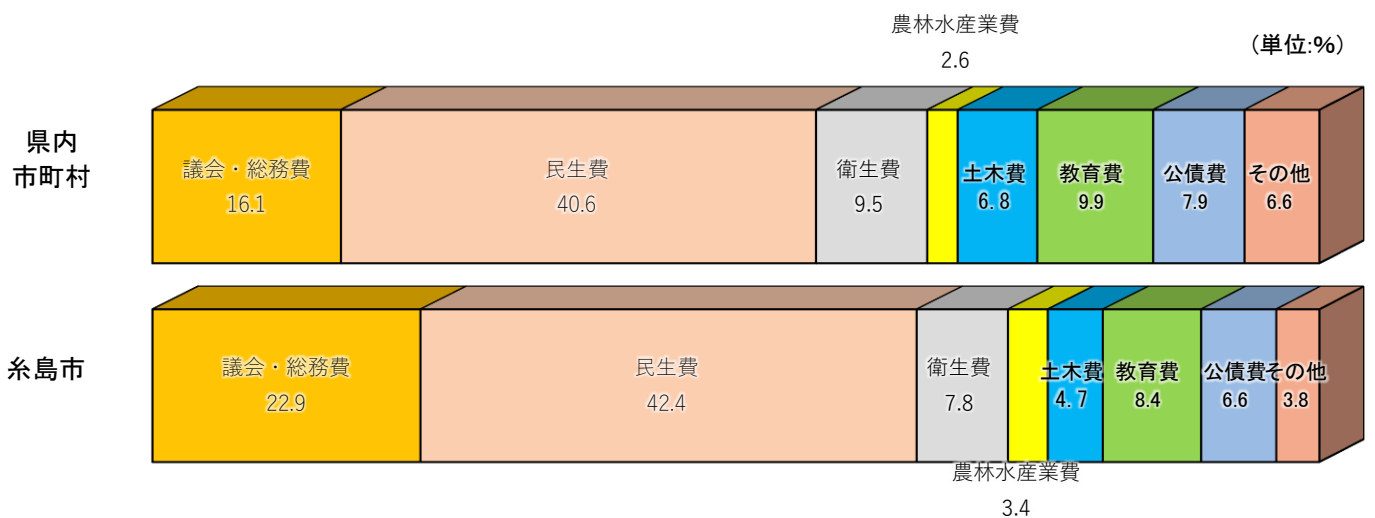 農林水産業費
2.6
（単位:%）
県内
市町村
議会・総務費
16.1
民生費
40.6
衛生費
9.5
土木費
6.8
教育費
9.9
公債費
7.9
その他
6.6
糸島市
議会・総務費
22.9
民生費
42.4
衛生費
7.8
土木費
4.7
教育費
8.4
公債費
6.6
その他
3.8
農林水産業費
3.4